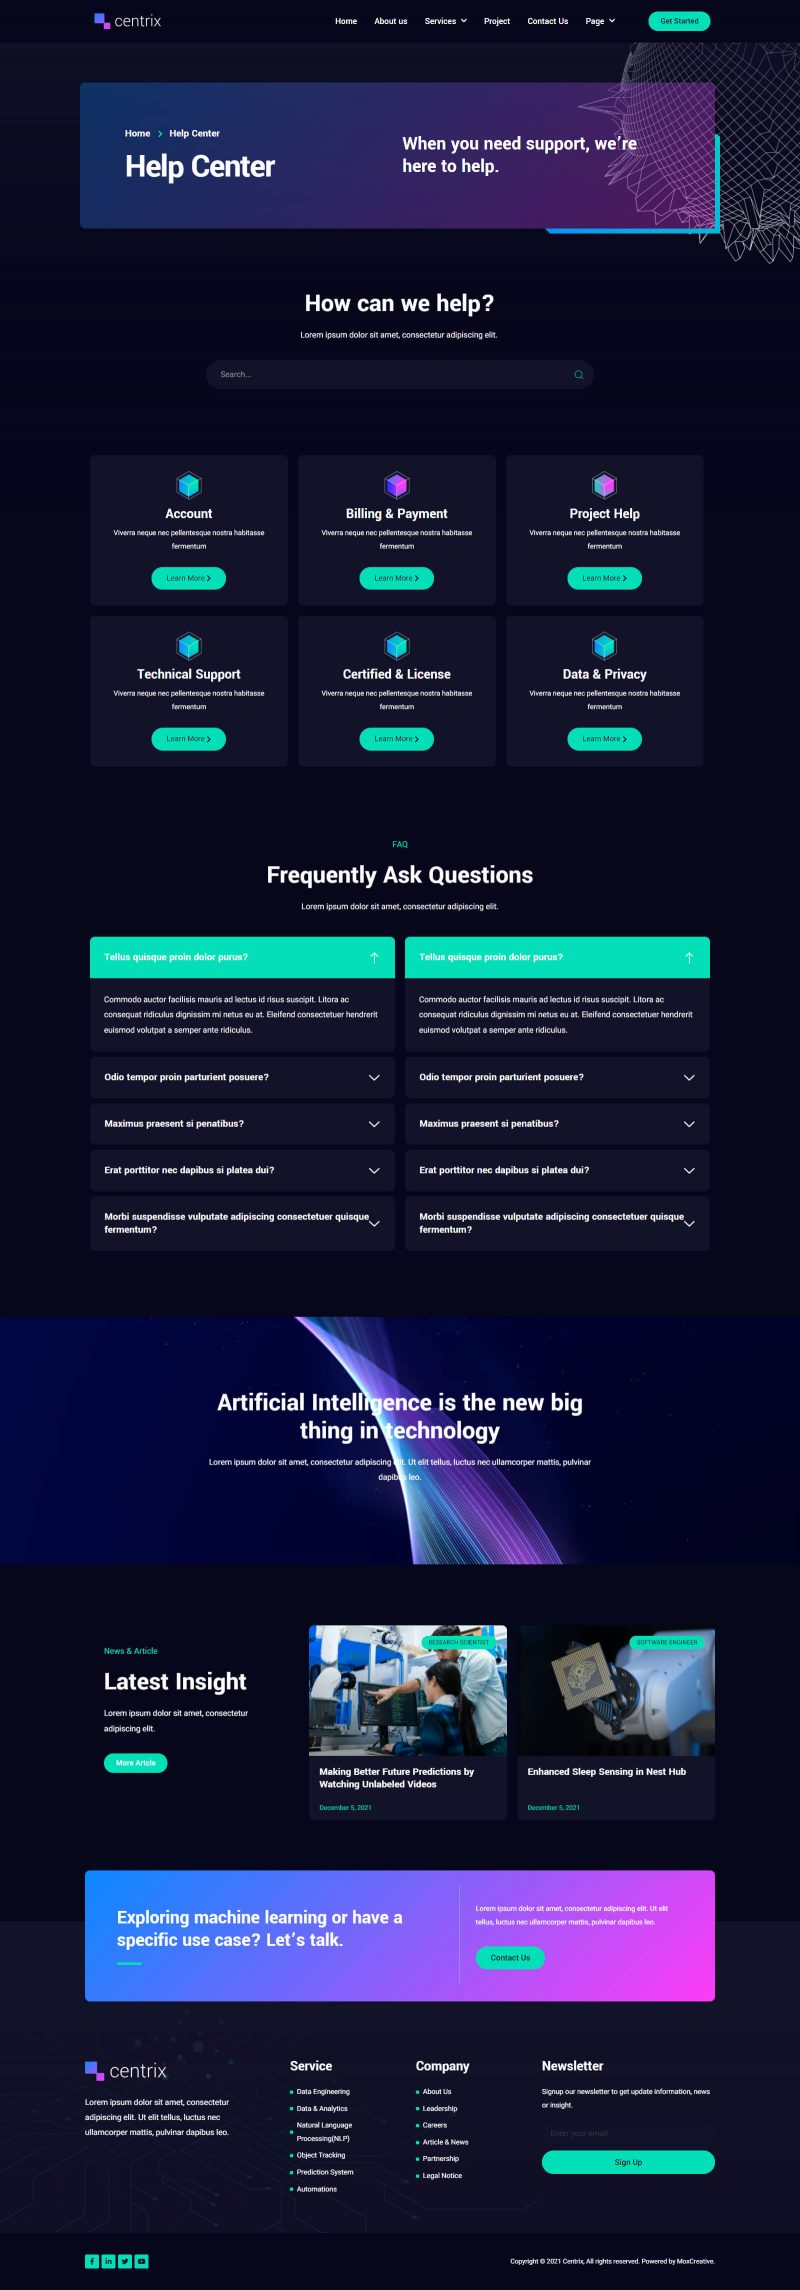 centrix
Home
About us
Services
Project
Contact Us
Page
Get Started
Home
Help Center
Help Center
When you need support, we're
here to help.
How can we help?
Lorem ipsum dolor sit amet, consectetur adipiscing elit.
Search...
Account
Viverra neque nec pellentesque nostra habitasse
fermentum
Learn More
Billing & Payment
Viverra neque nec pellentesque nostra habitasse
fermentum
Learn More
Project Help
Viverra neque nec pellentesque nostra habitasse
fermentum
Learn More
Technical Support
Viverra neque nec pellentesque nostra habitasse
fermentum
Learn More
Certified & License
Viverra neque nec pellentesque nostra habitasse
fermentum
Learn More
Data & Privacy
Viverra neque nec pellentesque nostra habitasse
fermentum
Learn More
FAQ
Frequently Ask Questions
Lorem ipsum dolor sit amet, consectetur adipiscing elit.
Tellus quisque proin dolor purus?
Commodo auctor facilisis mauris ad lectus id risus suscipit. Litora ac
consequat ridiculus dignissim mi netus eu at. Eleifend consectetuer hendrerit
euismod volutpat a semper ante ridiculus.
Odio tempor proin parturient posuere?
Maximus praesent si penatibus?
Erat porttitor nec dapibus si platea dui?
Morbi suspendisse vulputate adipiscing consectetuer quisque
fermentum?
Tellus quisque proin dolor purus?
Commodo auctor facilisis mauris ad lectus id risus suscipit. Litora ac
consequat ridiculus dignissim mi netus eu at. Eleifend consectetuer hendrerit
euismod volutpat a semper ante ridiculus.
Odio tempor proin parturient posuere?
Maximus praesent si penatibus?
Erat porttitor nec dapibus si platea dui?
Morbi suspendisse vulputate adipiscing consectetuer quisque
fermentum?
Artificial Intelligence is the new big
thing in technology
Lorem ipsum dolor sit amet, consectetur adipiscing elit. Ut elit tellus, luctus nec ullamcorper mattis, pulvinar
dapibus leo.
News & Article
Latest Insight
Lorem ipsum dolor sit amet, consectetur
adipiscing elit.
More Artcle
RESEARCH SCIENTIST
Making Better Future Predictions by
Watching Unlabeled Videos
December 5, 2021
SOFTWARE ENGINEER
Enhanced Sleep Sensing in Nest Hub
December 5, 2021
Exploring machine learning or have a
specific use case? Let's talk.
Lorem ipsum dolor sit amet, consectetur adipiscing elit. Ut elit
tellus, luctus nec ullamcorper mattis, pulvinar dapibus leo.
Contact Us
centrix
Lorem ipsum dolor sit amet, consectetur
adipiscing elit. Ut elit tellus, luctus nec
ullamcorper mattis, pulvinar dapibus leo.
Service
Data Engineering
Data & Analytics
Natural Language
Processing(NLP)
Object Tracking
Prediction System
Automations
Company
About Us
Leadership
Careers
Article & News
Partnership
Legal Notice
Newsletter
Signup our newsletter to get update information, news
or insight.
Enter your email
Sign Up
Copyright © 2021 Centrix, All rights reserved. Powered by MoxCreative.